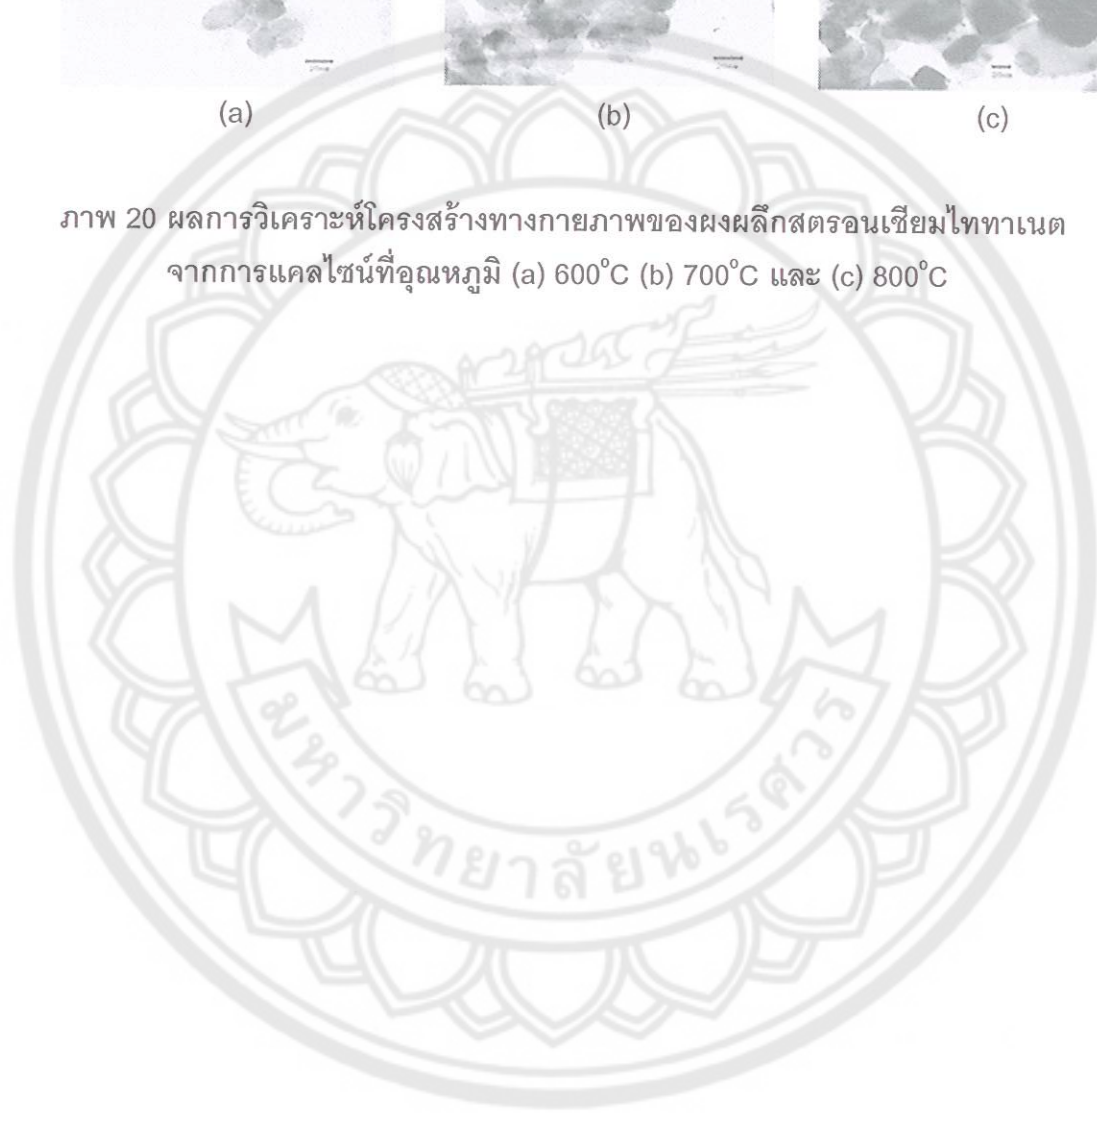 (a) (b) (c)
ภาพ 20 ผลการวิเคราะห์โครงสร้างทางกายภาพของผงผลึกสตรอนเชียมไททาเนต
จากการแคลไซน์ที่อุณหภูมิ (a) 600°C (b) 700°C และ (c) 800°C
มหาวิทยาลัยนเรศวร